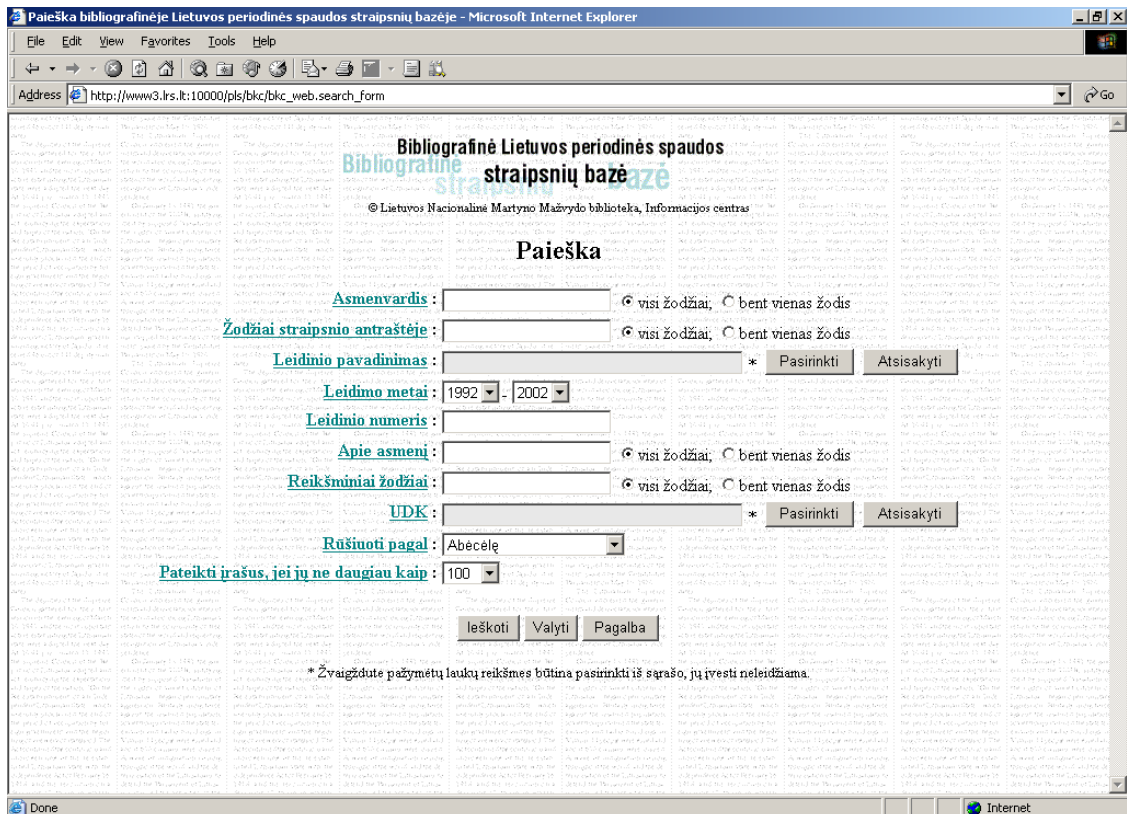 Paieška bibliografinėje Lietuvos periodinės spaudos straipsnių bazėje - Microsoft Internet Explorer
File Edit View Favorites Tools Help
Address http://www3.lrs.lt:10000/pls/bkc/bkc_web.search_form Go
Bibliografinė Lietuvos periodinės spaudos
Bibliografinė
straipsnių bazė
straipsnių bazė
© Lietuvos Nacionalinė Martyno Mažvydo biblioteka, Informacijos centras
Paieška
Asmenvardis : visi žodžiai; bent vienas žodis
Žodžiai straipsnio antraštėje : visi žodžiai; bent vienas žodis
Leidinio pavadinimas : * Pasirinkti Atsisakyti
Leidimo metai : 1992 - 2002
Leidinio numeris :
Apie asmenį : visi žodžiai; bent vienas žodis
Reikšminiai žodžiai : visi žodžiai; bent vienas žodis
UDK : * Pasirinkti Atsisakyti
Rūšiuoti pagal : Abėcėlę
Pateikti įrašus, jei jų ne daugiau kaip : 100
Ieškoti Valyti Pagalba
* Žvaigždute pažymėtų laukų reikšmes būtina pasirinkti iš sąrašo, jų įvesti neleidžiama.
Done Internet